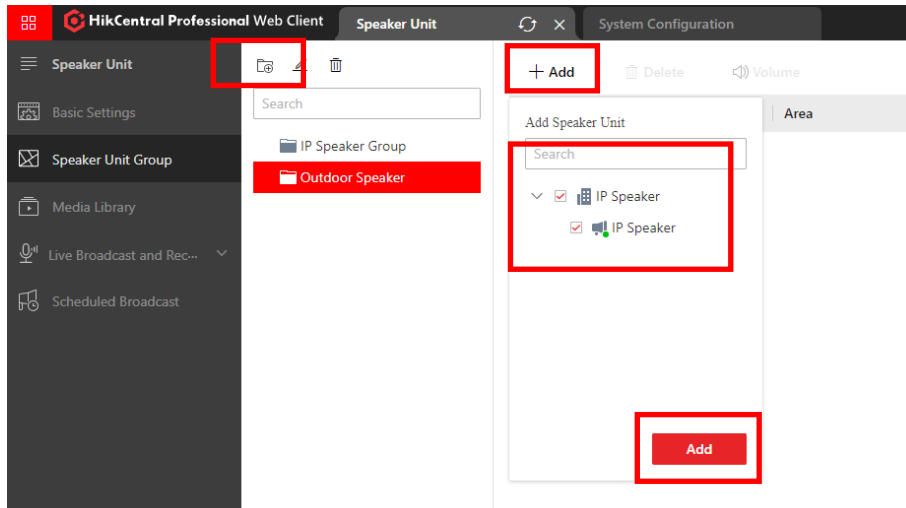 HikCentral Professional Web Client
Speaker Unit
System Configuration
Speaker Unit
Basic Settings
Speaker Unit Group
Media Library
Live Broadcast and Rec···
Scheduled Broadcast
Search
IP Speaker Group
Outdoor Speaker
Add
Delete
Volume
Add Speaker Unit
Search
IP Speaker
IP Speaker
Add
Area